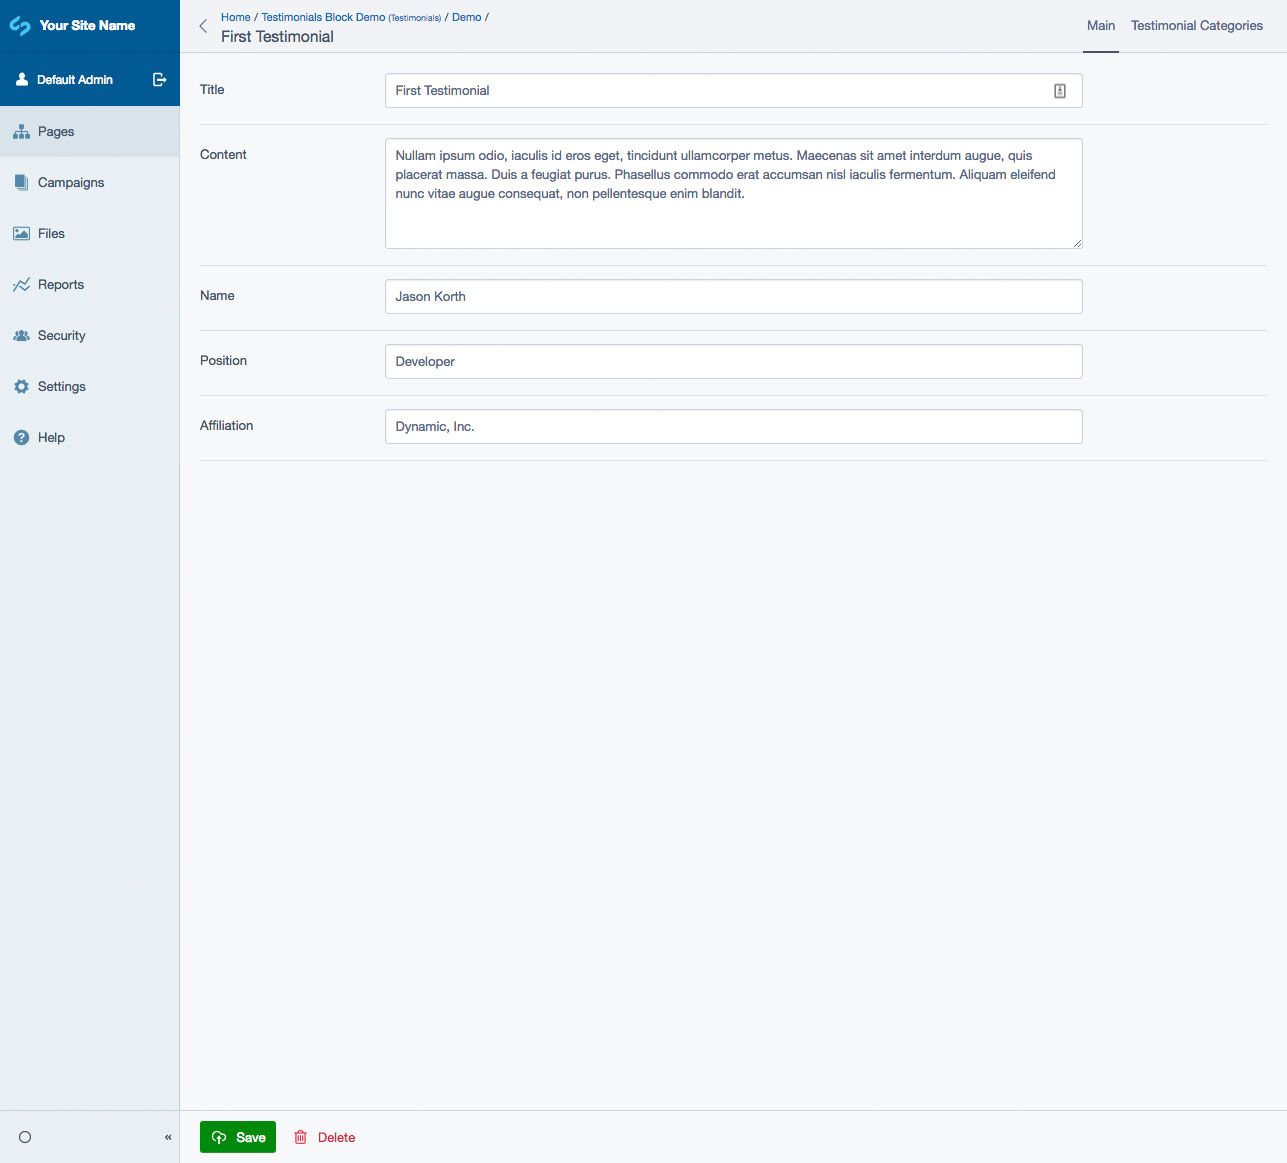 Your Site Name
Default Admin
Pages
Campaigns
Files
Reports
Security
Settings
Help
«
Home / Testimonials Block Demo (Testimonials) / Demo /
First Testimonial
Main
Testimonial Categories
Title
First Testimonial
Content
Nullam ipsum odio, iaculis id eros eget, tincidunt ullamcorper metus. Maecenas sit amet interdum augue, quis
placerat massa. Duis a feugiat purus. Phasellus commodo erat accumsan nisl iaculis fermentum. Aliquam eleifend
nunc vitae augue consequat, non pellentesque enim blandit.
Name
Jason Korth
Position
Developer
Affiliation
Dynamic, Inc.
Save
Delete